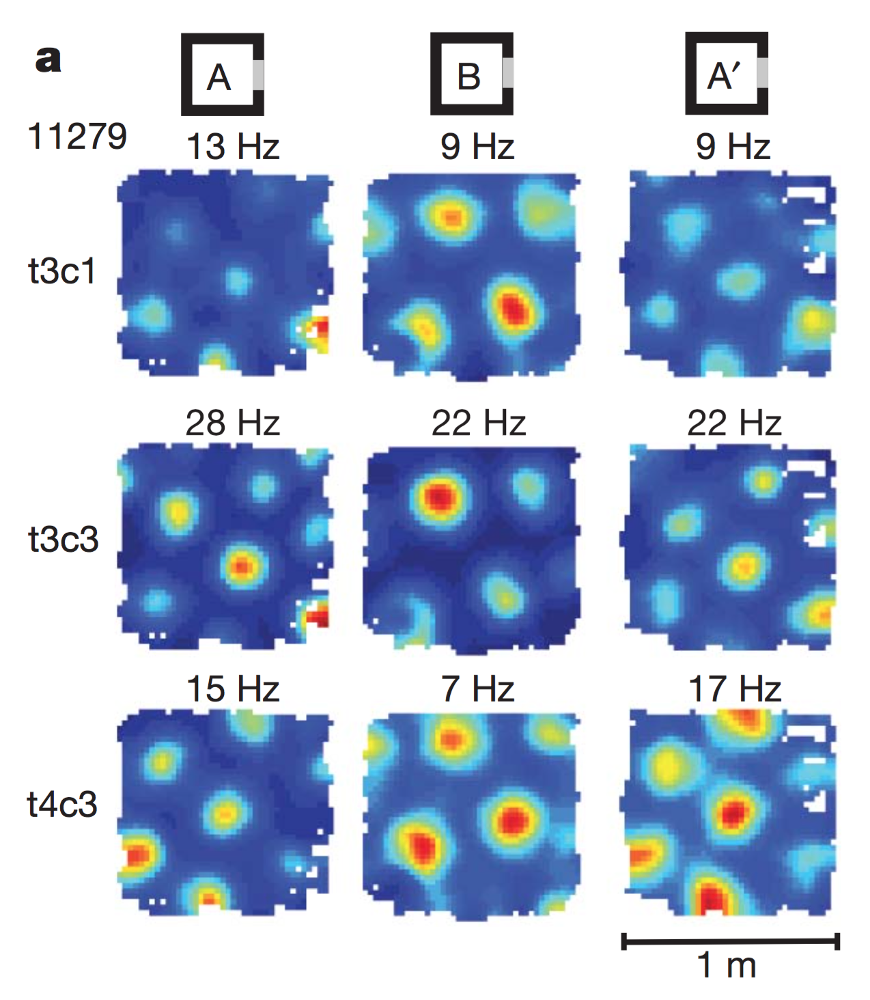 a
A B A′
11279
13 Hz 9 Hz 9 Hz
t3c1
28 Hz 22 Hz 22 Hz
t3c3
15 Hz 7 Hz 17 Hz
t4c3
1 m